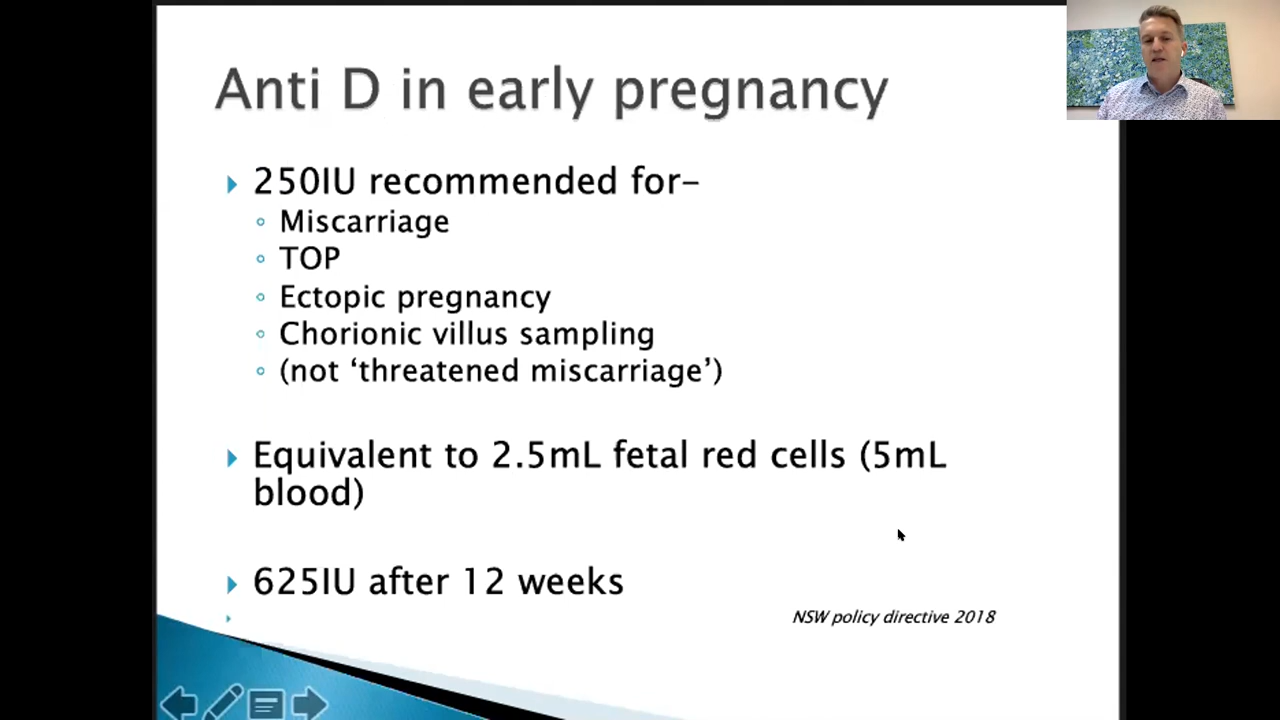 Anti D in early pregnancy
250IU recommended for-
Miscarriage
TOP
Ectopic pregnancy
Chorionic villus sampling
(not ‘threatened miscarriage’)
Equivalent to 2.5mL fetal red cells (5mL
blood)
625IU after 12 weeks
NSW policy directive 2018